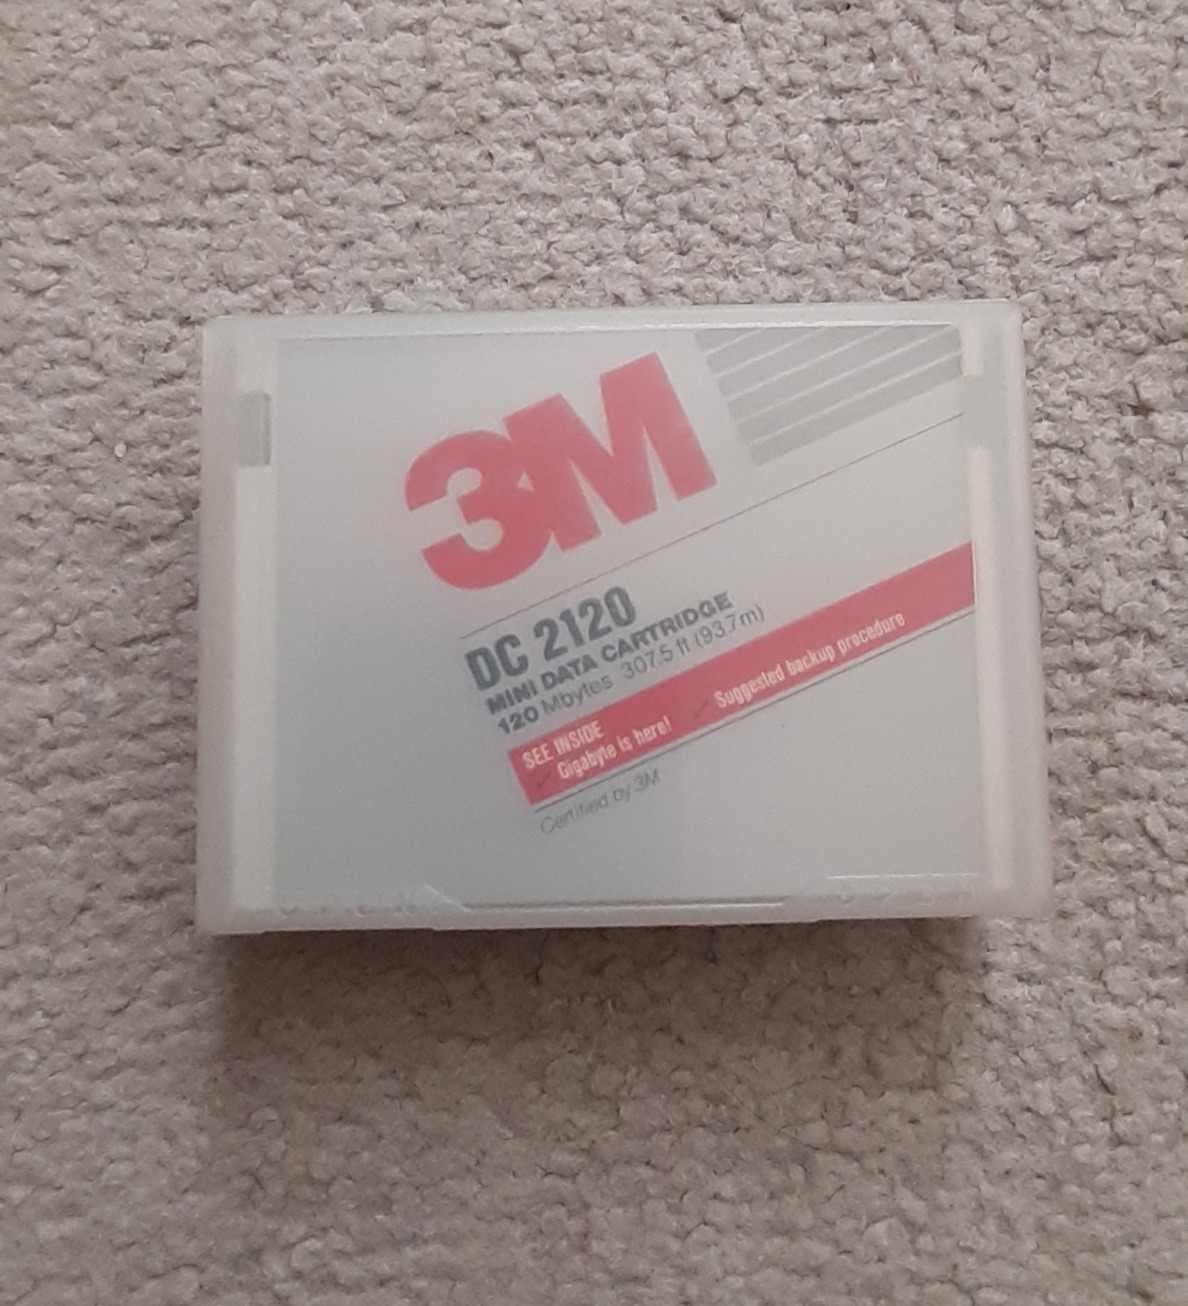 3M
DC 2120
MINI DATA CARTRIDGE
120 Mbytes 307.5 ft (93.7m)
SEE INSIDE
Gigabyte is here! Suggested backup procedure
Certified by 3M